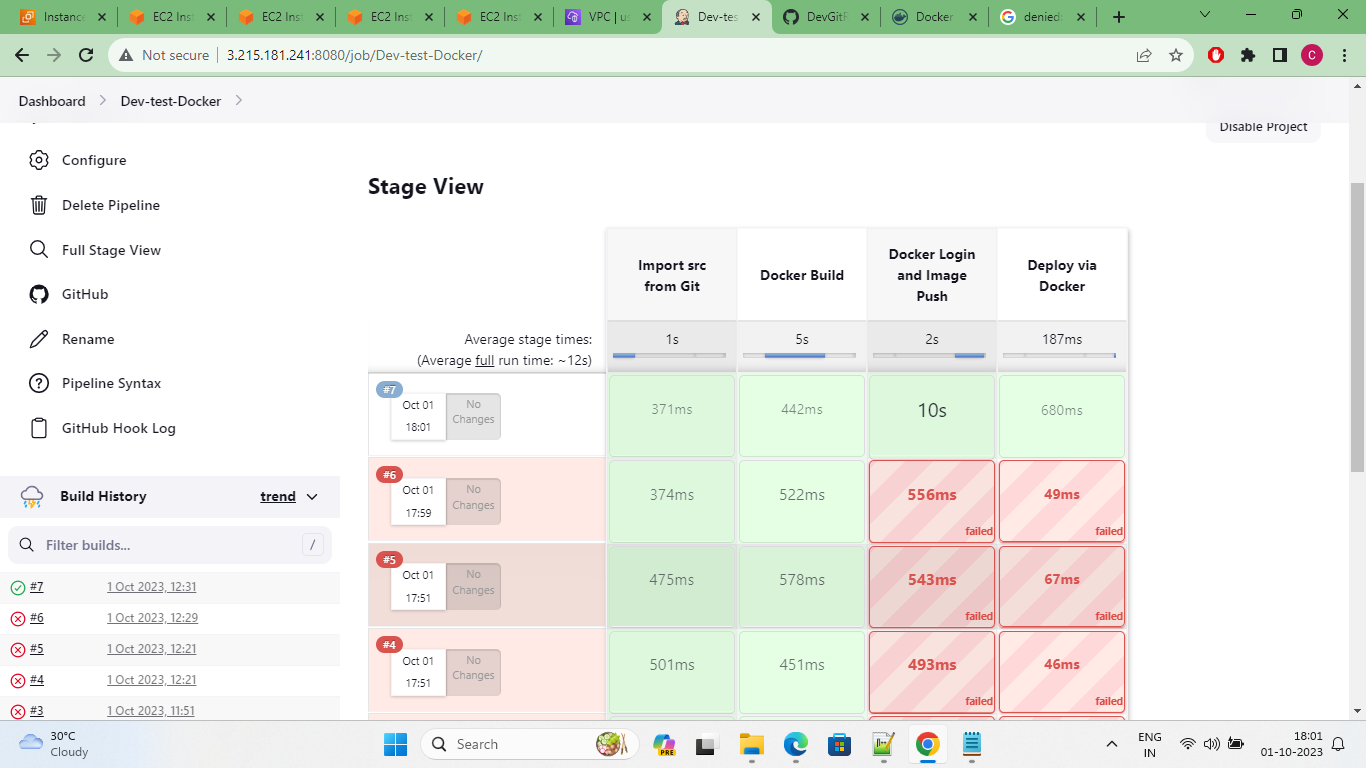 Instance
EC2 Inst
EC2 Inst
EC2 Inst
EC2 Inst
VPC | us
Dev-tes
DevGitR
Docker
denied:
Not secure
3.215.181.241:8080/job/Dev-test-Docker/
C
Dashboard
Dev-test-Docker
Disable Project
Configure
Delete Pipeline
Full Stage View
GitHub
Rename
Pipeline Syntax
GitHub Hook Log
Build History
trend
Filter builds...
/
#7
1 Oct 2023, 12:31
#6
1 Oct 2023, 12:29
#5
1 Oct 2023, 12:21
#4
1 Oct 2023, 12:21
#3
1 Oct 2023, 11:51
Stage View
Import src
from Git
Docker Build
Docker Login
and Image
Push
Deploy via
Docker
Average stage times:
(Average full run time: ~12s)
1s
5s
2s
187ms
#7
Oct 01
18:01
No
Changes
371ms
442ms
10s
680ms
#6
Oct 01
17:59
No
Changes
374ms
522ms
556ms
failed
49ms
failed
#5
Oct 01
17:51
No
Changes
475ms
578ms
543ms
failed
67ms
failed
#4
Oct 01
17:51
No
Changes
501ms
451ms
493ms
failed
46ms
failed
30°C
Cloudy
Search
PRE
ENG
IN
18:01
01-10-2023